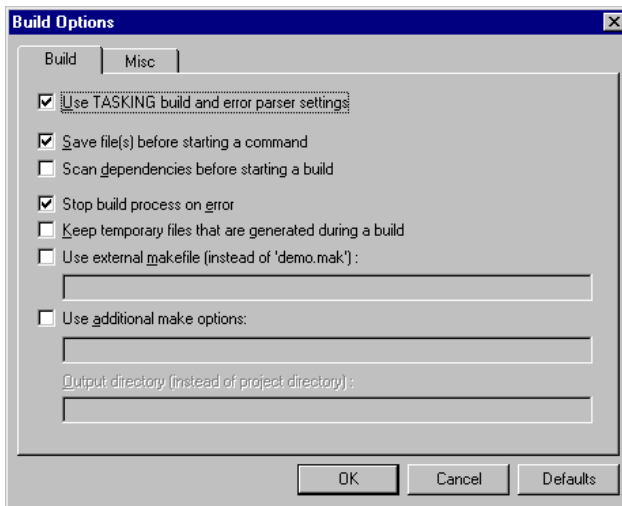 Build Options
Build
Misc
Use TASKING build and error parser settings
Save file(s) before starting a command
Scan dependencies before starting a build
Stop build process on error
Keep temporary files that are generated during a build
Use external makefile (instead of 'demo.mak') :
Use additional make options:
Output directory (instead of project directory) :
OK
Cancel
Defaults